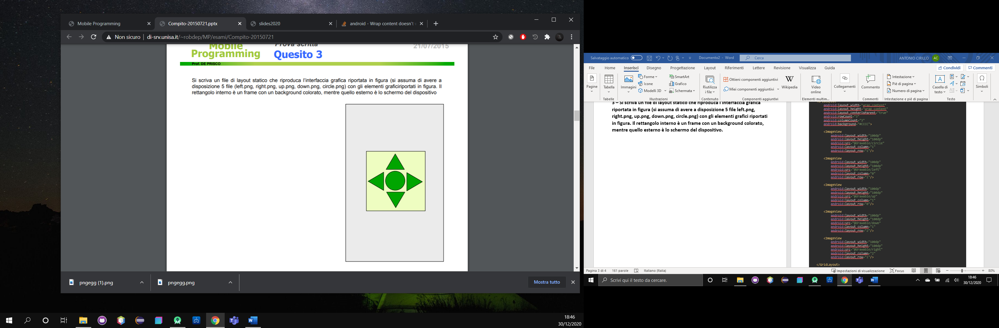 Mobile Programming
Compito-20150721.pptx
slides2020
android - Wrap content doesn't
Non sicuro | di-srv.unisa.it/~robdep/MP/esami/Compito-20150721
Mobile
Programming
Prova scritta
Quesito 3
21/07/2015
Prof. DE PRISCO
Si scriva un file di layout statico che riproduca l'interfaccia grafica riportata in figura (si assuma di avere a
disposizione 5 file (left.png, right.png, up.png, down.png, circle.png) con gli elementi graficiriportati in figura. Il
rettangolo interno è un frame con un background colorato, mentre quello esterno è lo schermo del dispositivo
pngegg (1).png
pngegg.png
Mostra tutto
18:46
30/12/2020
Salvataggio automatico
Documento2 - Word
Cerca
ANTONIO CIRILLO
AC
File Home Inserisci Disegno Progettazione Layout Riferimenti Lettere Revisione Visualizza Guida
Condividi
Commenti
Pagine
Tabella
Tabelle
Immagini
Forme
Icone
Modelli 3D
SmartArt
Grafico
Schermata
Illustrazioni
Riutilizza
i file
Contenuto
Ottieni componenti aggiuntivi
Miei componenti aggiuntivi
Wikipedia
Componenti aggiuntivi
Video
online
Elementi multim...
Collegamenti
Commento
Commenti
Intestazione
Piè di pagina
Numero di pagina
Intestazione e piè di pagina
Casella di
testo
Testo
Simboli
3 – Si scriva un file di layout statico che riproduca l'interfaccia grafica
riportata in figura (si assuma di avere a disposizione 5 file left.png,
right.png, up.png, down.png, circle.png) con gli elementi grafici riportati
in figura. Il rettangolo interno è un frame con un background colorato,
mentre quello esterno è lo schermo del dispositivo.
android:layout_width="wrap_content"
android:layout_height="wrap_content"
android:layout_centerInParent="true"
android:rowCount="3"
android:columnCount="3"
android:background="#CCCC">
<ImageView
android:layout_width="100dp"
android:layout_height="100dp"
android:src="@drawable/circle"
android:layout_column="1"
android:layout_row="1"/>
<ImageView
android:layout_width="100dp"
android:layout_height="100dp"
android:src="@drawable/left"
android:layout_column="0"
android:layout_row="1"/>
<ImageView
android:layout_width="100dp"
android:layout_height="100dp"
android:src="@drawable/up"
android:layout_column="1"
android:layout_row="0"/>
<ImageView
android:layout_width="100dp"
android:layout_height="100dp"
android:src="@drawable/down"
android:layout_column="1"
android:layout_row="2"/>
<ImageView
android:layout_width="100dp"
android:layout_height="100dp"
android:src="@drawable/right"
android:layout_column="2"
android:layout_row="1"/>
</GridLayout>
Pagina 3 di 4
161 parole
Italiano (Italia)
Impostazioni di visualizzazione
Focus
80%
Scrivi qui il testo da cercare.
18:46
30/12/2020